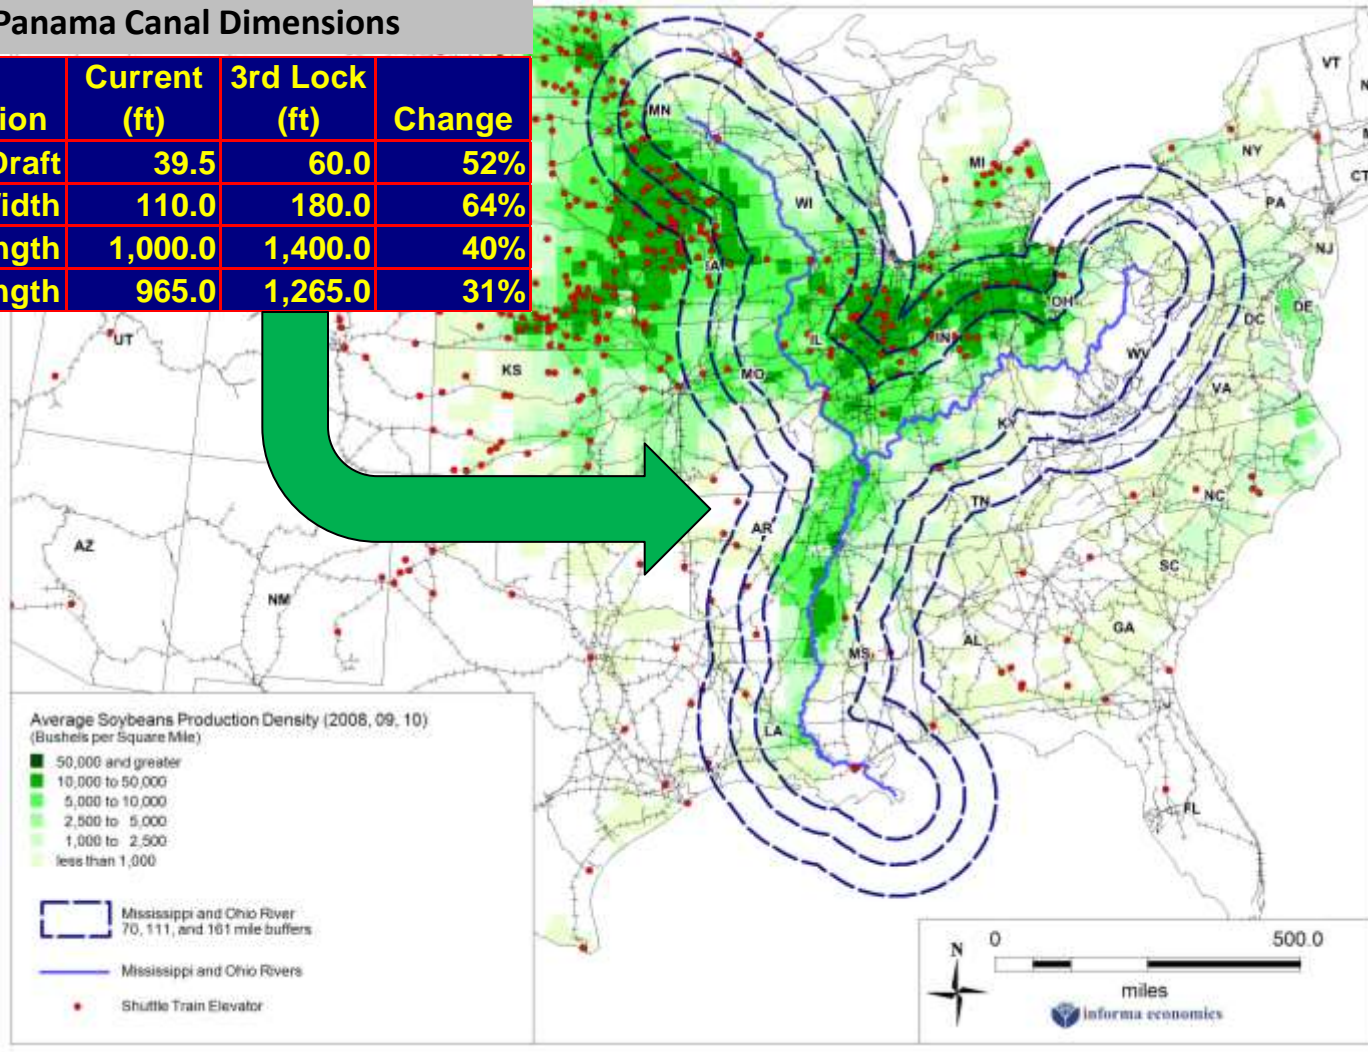 Panama Canal Dimensions
Current 3rd Lock
ion (ft) (ft) Change
Draft 39.5 60.0 52%
idth 110.0 180.0 64%
ngth 1,000.0 1,400.0 40%
ngth 965.0 1,265.0 31%
MN
VT
MI
NY
WI
CT
PA
IA
NJ
OH
DE
DC
UT
IL
IN
WV
KS
MO
VA
KY
NC
TN
AR
AZ
SC
NM
GA
AL
MS
LA
FL
Average Soybeans Production Density (2008, 09, 10)
(Bushels per Square Mile)
50,000 and greater
10,000 to 50,000
5,000 to 10,000
2,500 to 5,000
1,000 to 2,500
less than 1,000
Mississippi and Ohio River
70, 111, and 161 mile buffers
Mississippi and Ohio Rivers
Shuttle Train Elevator
N
0 500.0
miles
informa economics